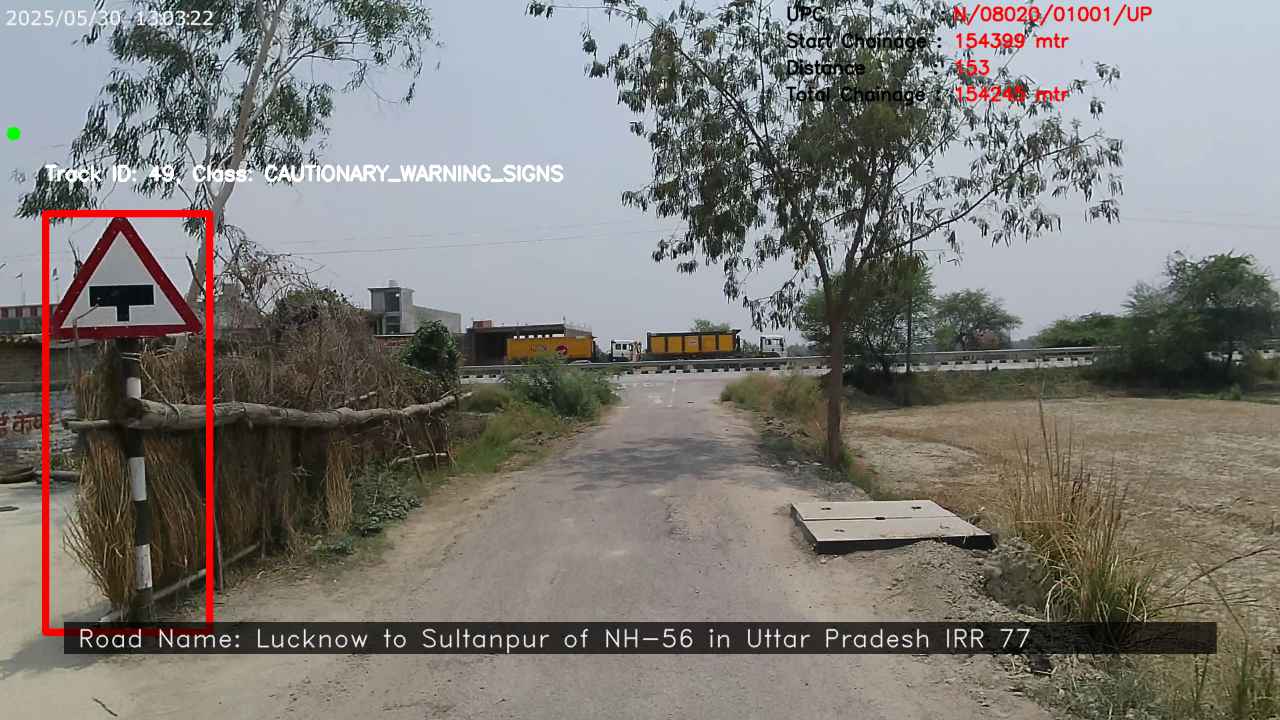 2025/05/30 13:03:22
UPC : N/08020/01001/UP
Start Chainage : 154399 mtr
Distance : 153
Total Chainage : 154245 mtr
Track ID: 49, Class: CAUTIONARY_WARNING_SIGNS
Road Name: Lucknow to Sultanpur of NH-56 in Uttar Pradesh IRR 77